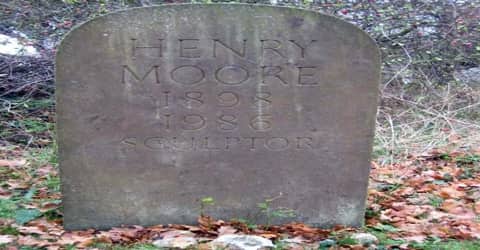 HENRY
MOORE
1898
1986
SCULPTOR